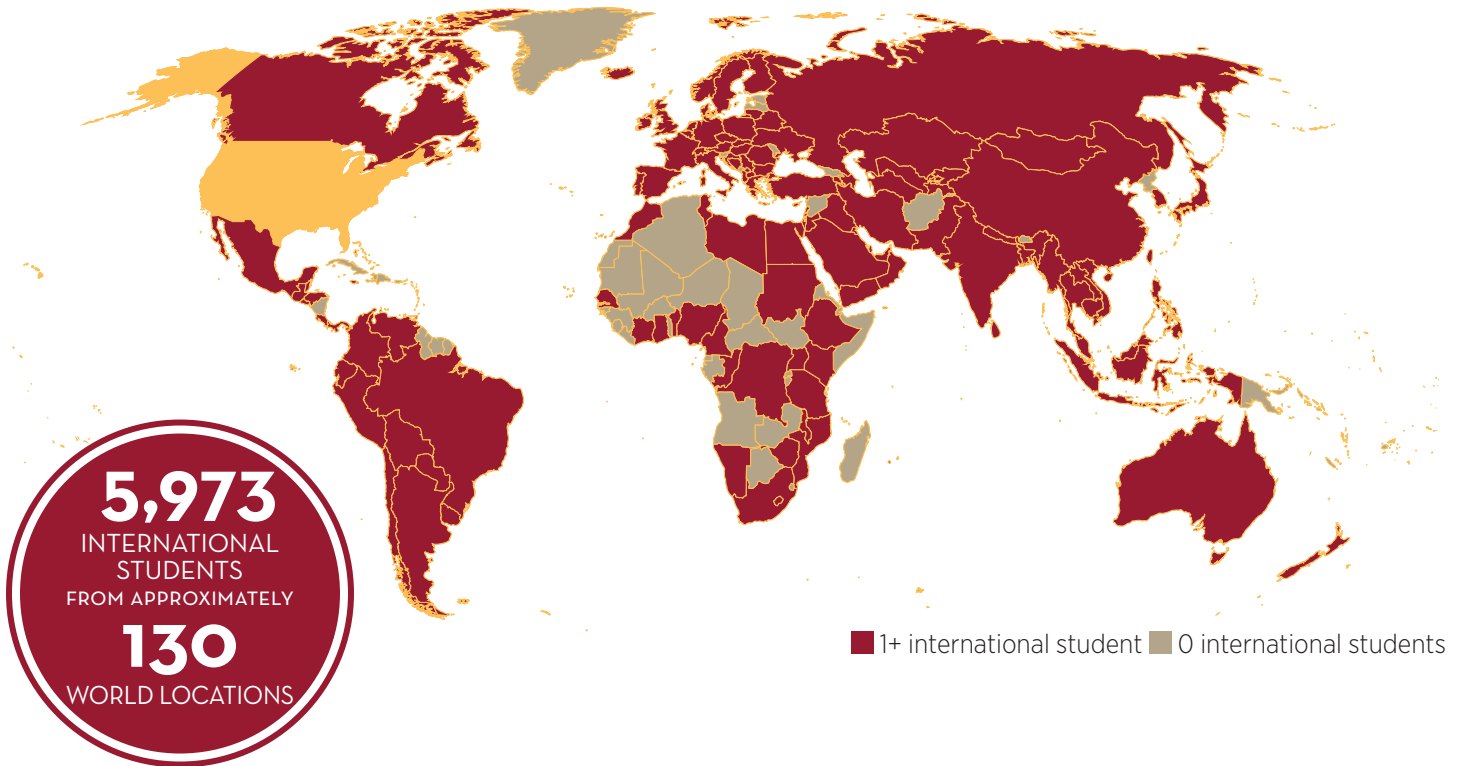 5,973
INTERNATIONAL
STUDENTS
FROM APPROXIMATELY
130
WORLD LOCATIONS
1+ international student
0 international students